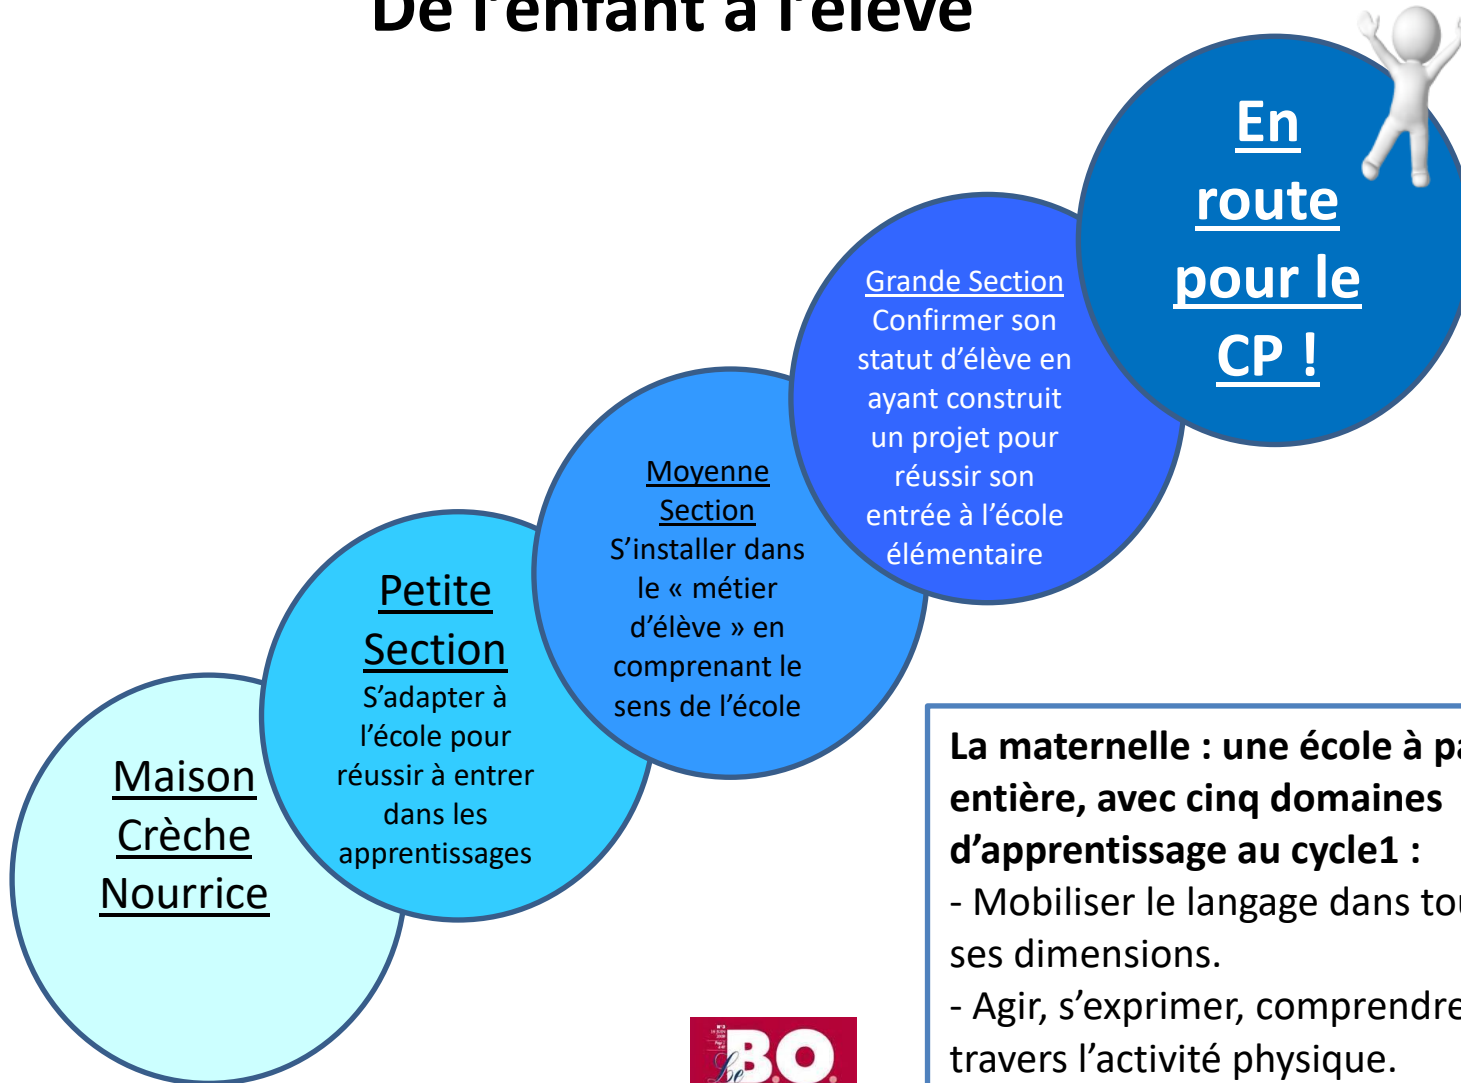 De l’enfant à l’élève
En
route
pour le
CP !
Grande Section
Confirmer son
statut d’élève en
ayant construit
un projet pour
réussir son
entrée à l’école
élémentaire
Moyenne
Section
S’installer dans
le « métier
d’élève » en
comprenant le
sens de l’école
Petite
Section
S’adapter à
l’école pour
réussir à entrer
dans les
apprentissages
Maison
Crèche
Nourrice
La maternelle : une école à pa
entière, avec cinq domaines
d’apprentissage au cycle1 :
- Mobiliser le langage dans tou
ses dimensions.
- Agir, s’exprimer, comprendre
travers l’activité physique.
Le B.O.